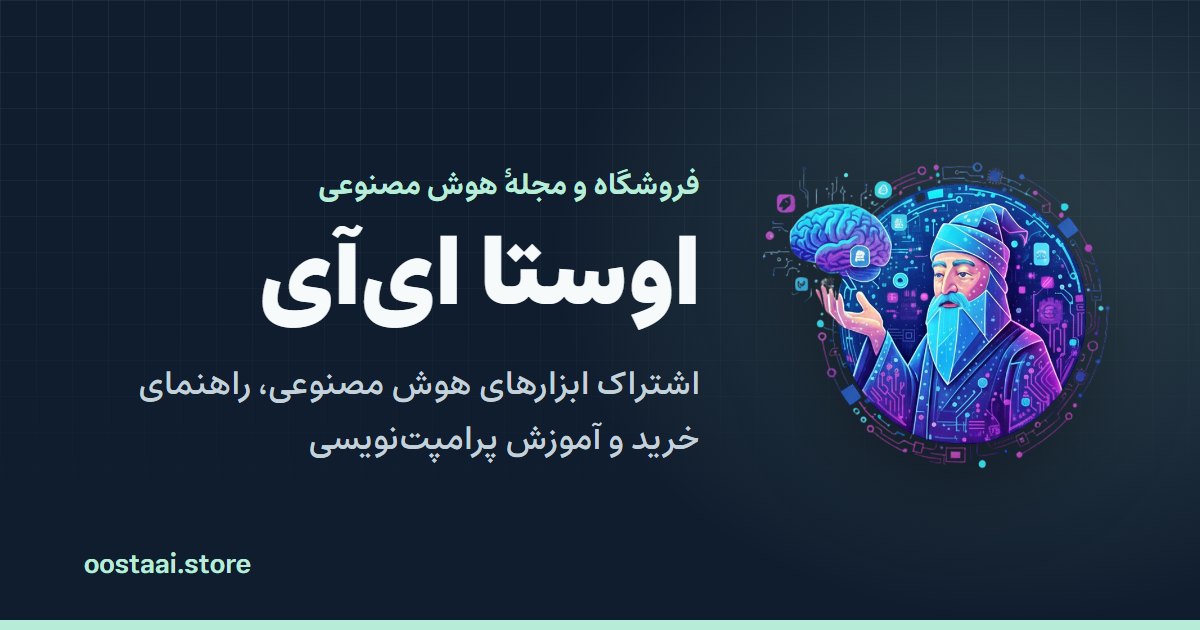 فروشگاه و مجلهٔ هوش مصنوعی
اوستا ای‌آی
اشتراک ابزارهای هوش مصنوعی، راهنمای
خرید و آموزش پرامپت‌نویسی
oostaai.store